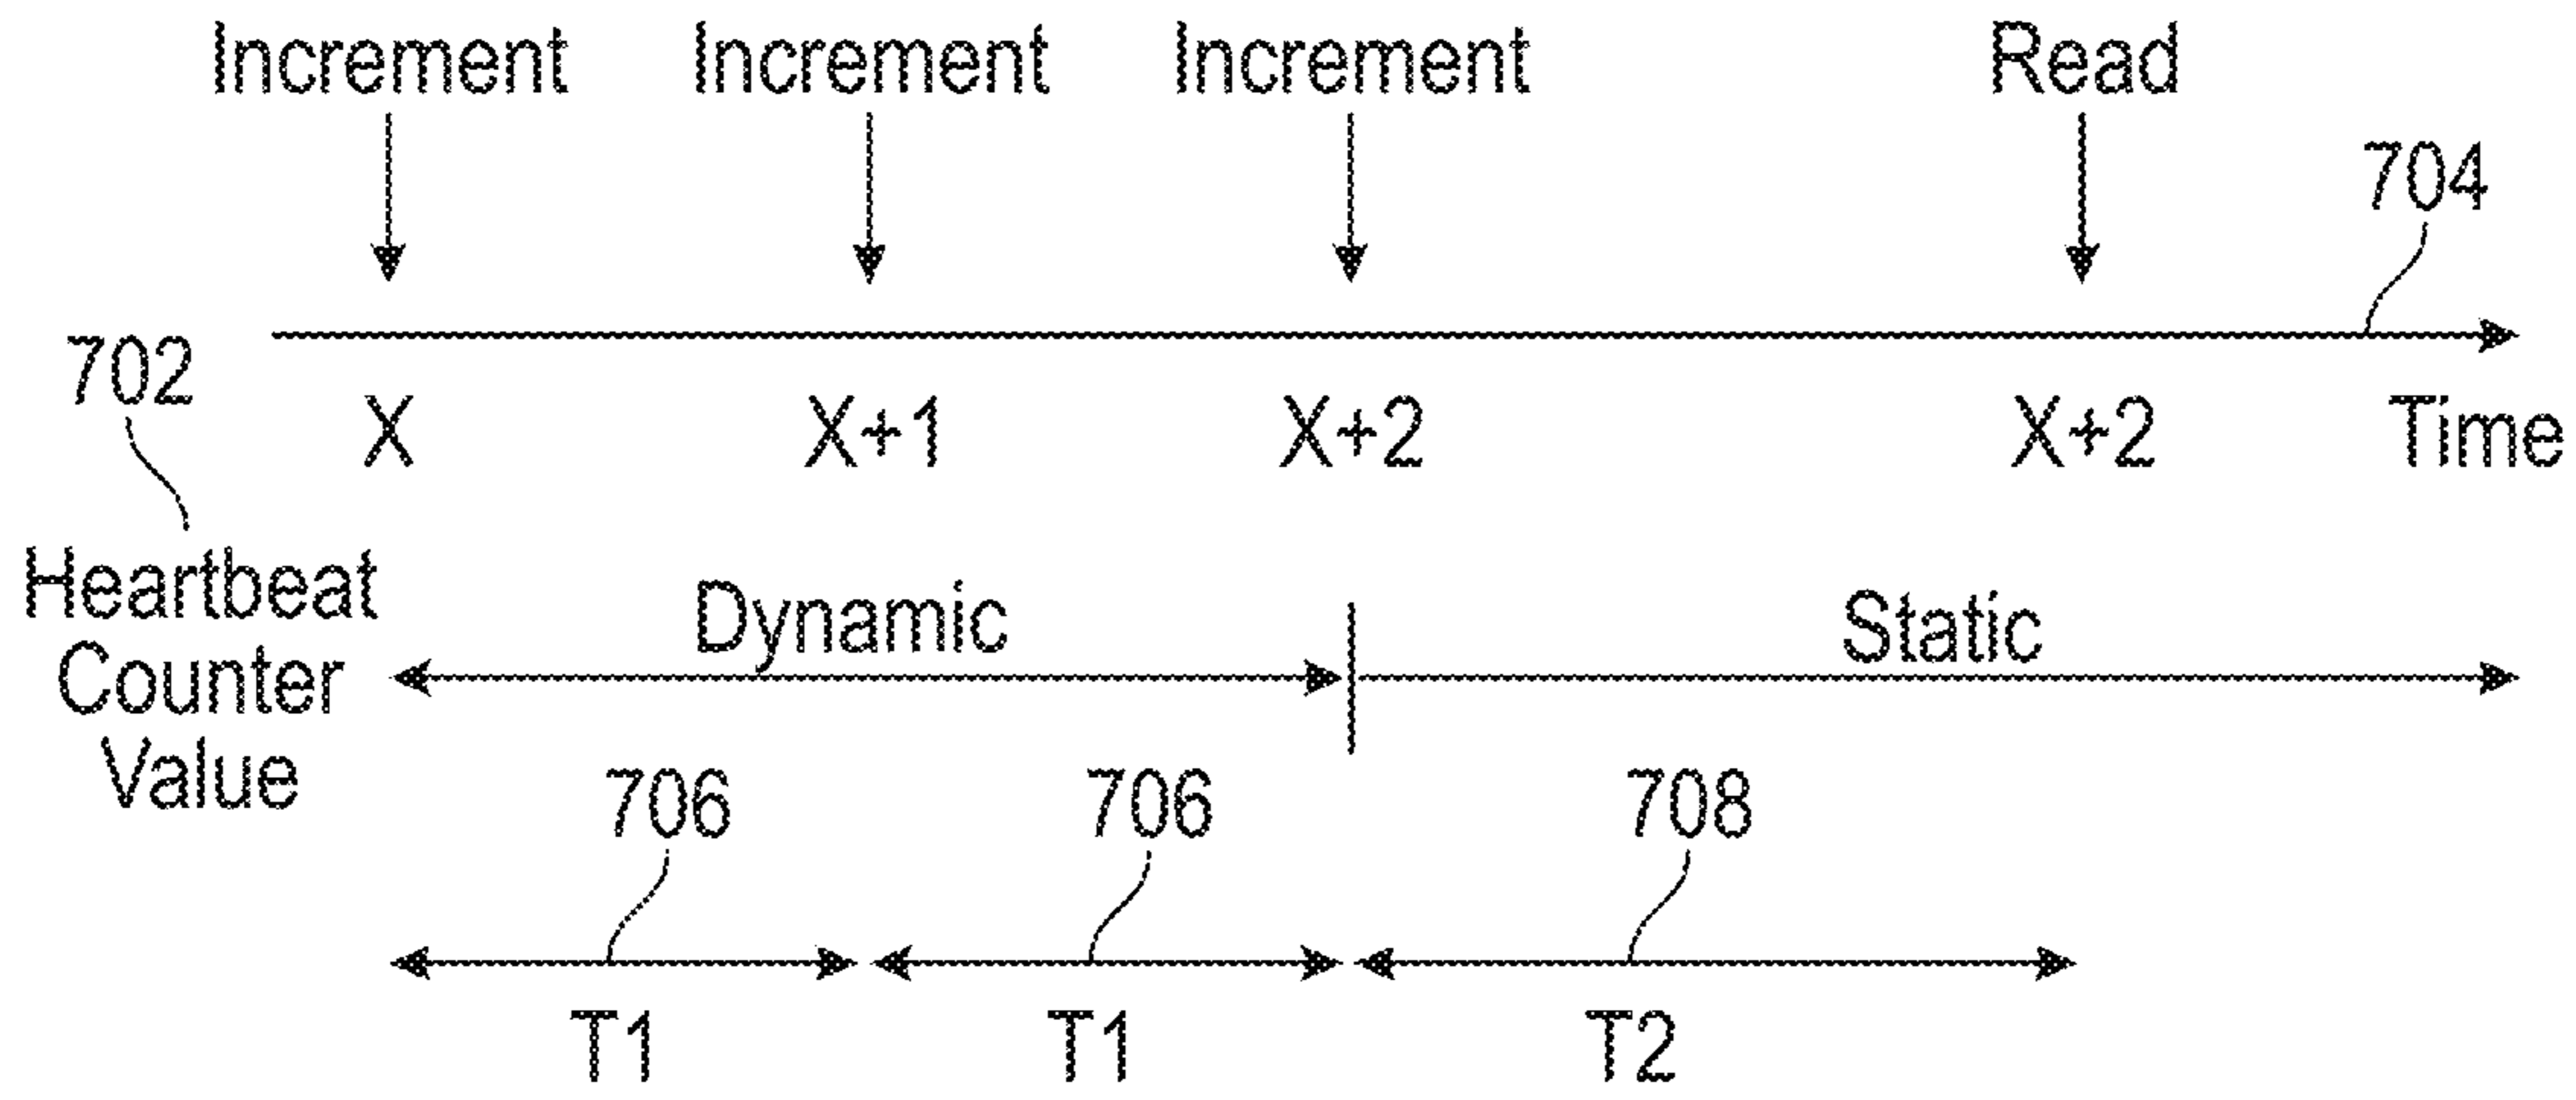 Increment Increment Increment Read
704
702
X X+1 X+2 X+2 Time
Heartbeat
Counter
Value
Dynamic Static
706 706 708
T1 T1 T2